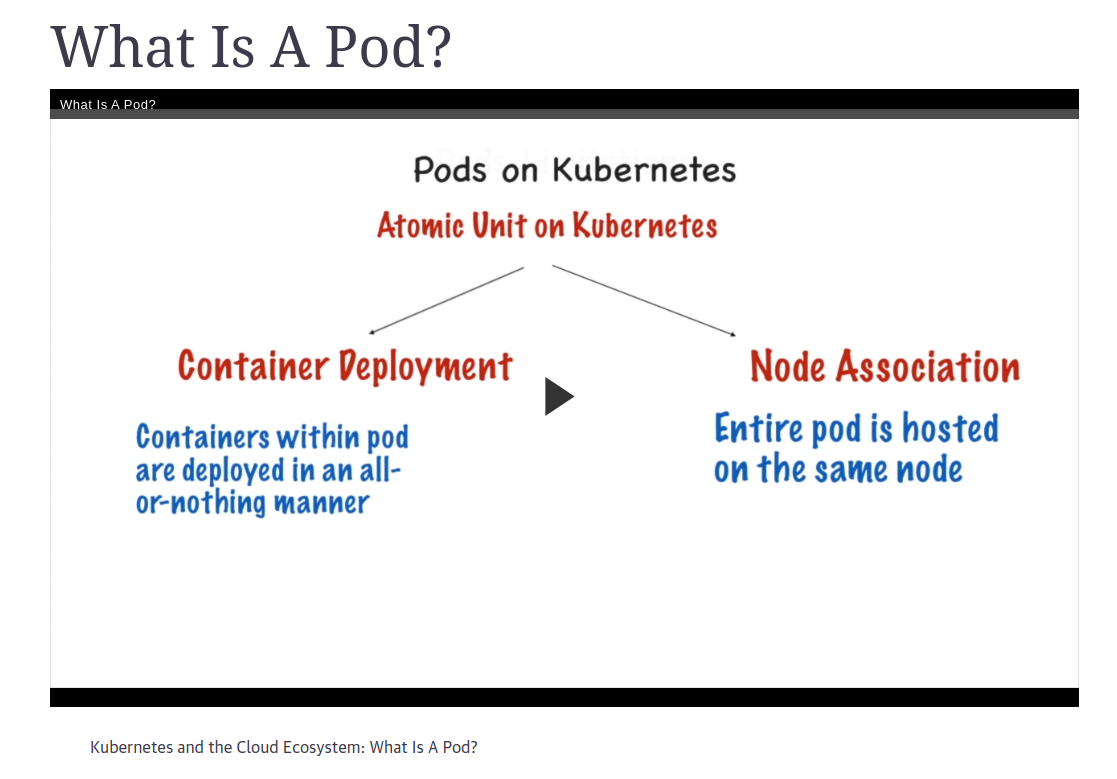 What Is A Pod?
What Is A Pod?
Pods on Kubernetes
Atomic Unit on Kubernetes
Container Deployment
Containers within pod
are deployed in an all-
or-nothing manner
Node Association
Entire pod is hosted
on the same node
Kubernetes and the Cloud Ecosystem: What Is A Pod?